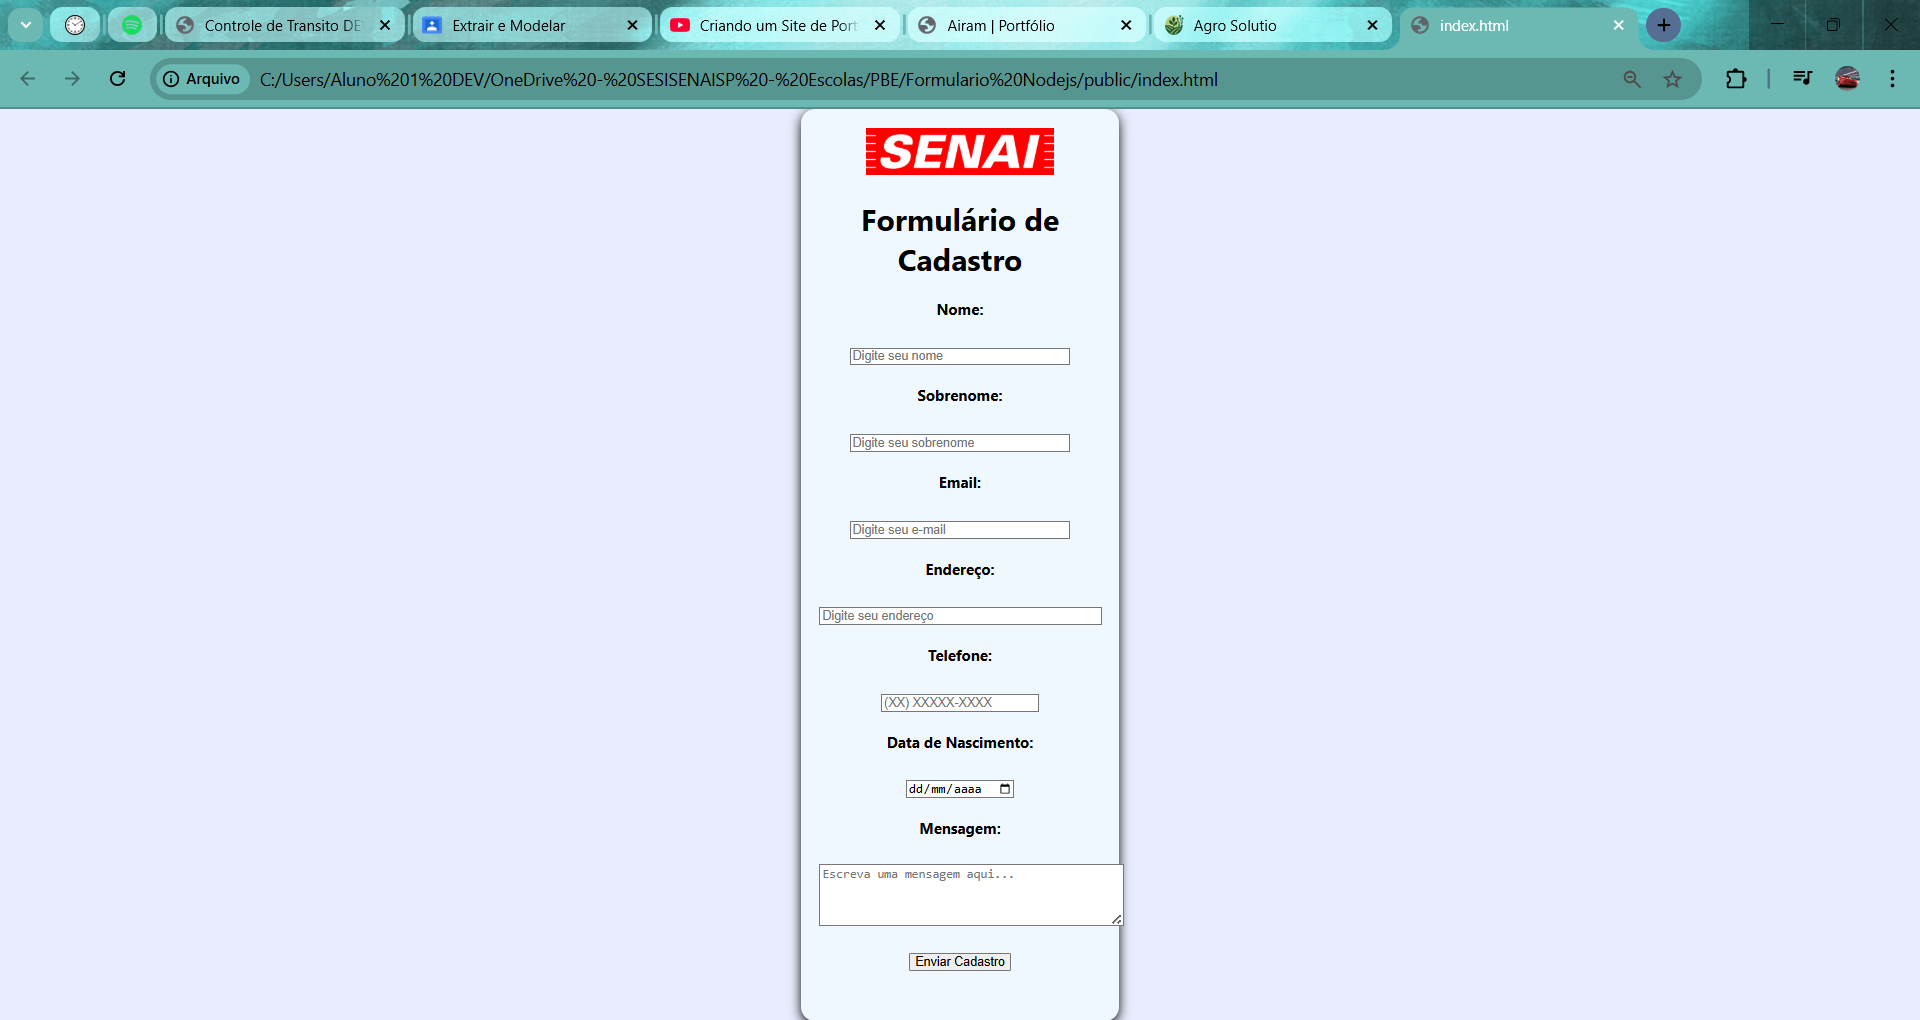 Controle de Transito DE
Extrair e Modelar
Criando um Site de Port
Airam | Portfólio
Agro Solutio
index.html
Arquivo
C:/Users/Aluno%201%20DEV/OneDrive%20-%20SESISENAISP%20-%20Escolas/PBE/Formulario%20Nodejs/public/index.html
SENAI
Formulário de
Cadastro
Nome:
Digite seu nome
Sobrenome:
Digite seu sobrenome
Email:
Digite seu e-mail
Endereço:
Digite seu endereço
Telefone:
(XX) XXXXX-XXXX
Data de Nascimento:
dd/mm/aaaa
Mensagem:
Escreva uma mensagem aqui...
Enviar Cadastro